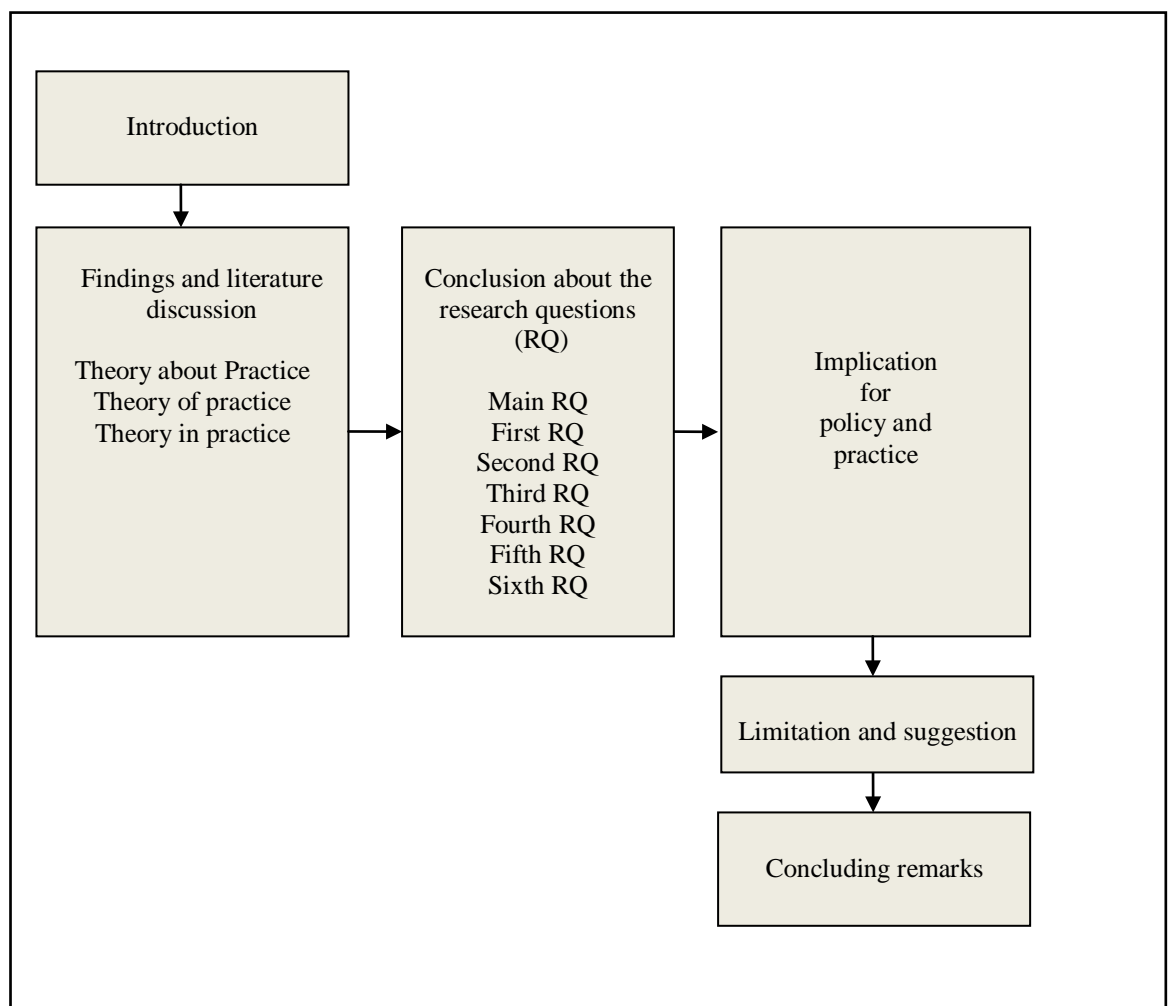 Introduction
Findings and literature
discussion
Theory about Practice
Theory of practice
Theory in practice
Conclusion about the
research questions
(RQ)
Main RQ
First RQ
Second RQ
Third RQ
Fourth RQ
Fifth RQ
Sixth RQ
Implication
for
policy and
practice
Limitation and suggestion
Concluding remarks